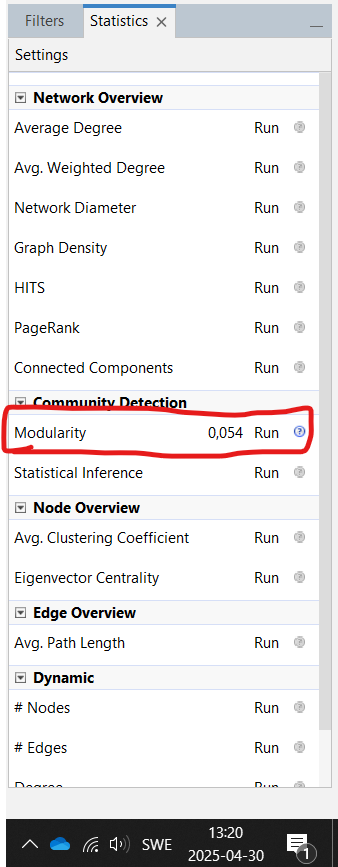 Filters Statistics
Settings
Network Overview
Average Degree Run
Avg. Weighted Degree Run
Network Diameter Run
Graph Density Run
HITS Run
PageRank Run
Connected Components Run
Community Detection
Modularity 0,054 Run
Statistical Inference Run
Node Overview
Avg. Clustering Coefficient Run
Eigenvector Centrality Run
Edge Overview
Avg. Path Length Run
Dynamic
# Nodes Run
# Edges Run
Degree Run
SWE 13:20
2025-04-30 1